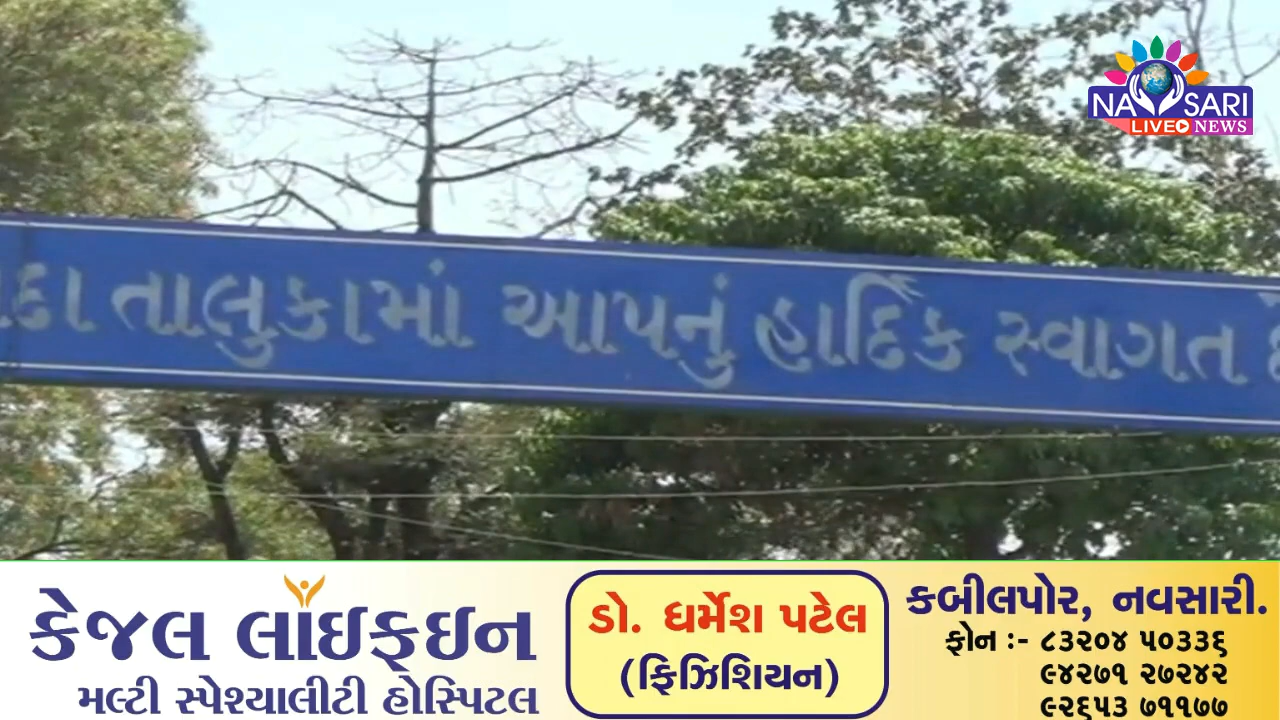 NAVSARI
LIVE NEWS
તાલુકામાં આપનું હાર્દિક સ્વાગત
કેજલ લાઇફઇન
મલ્ટી સ્પેશ્યાલીટી હોસ્પિટલ
ડો. ધર્મેશ પટેલ
(ફિઝિશિયન)
કબીલપોર, નવસારી.
ફોન :- ૮૩૨૦૪ ૫૦૩૩૬
૯૪૨૭૧ ૨૭૨૪૨
૯૨૬૫૩ ૭૧૧૭૭